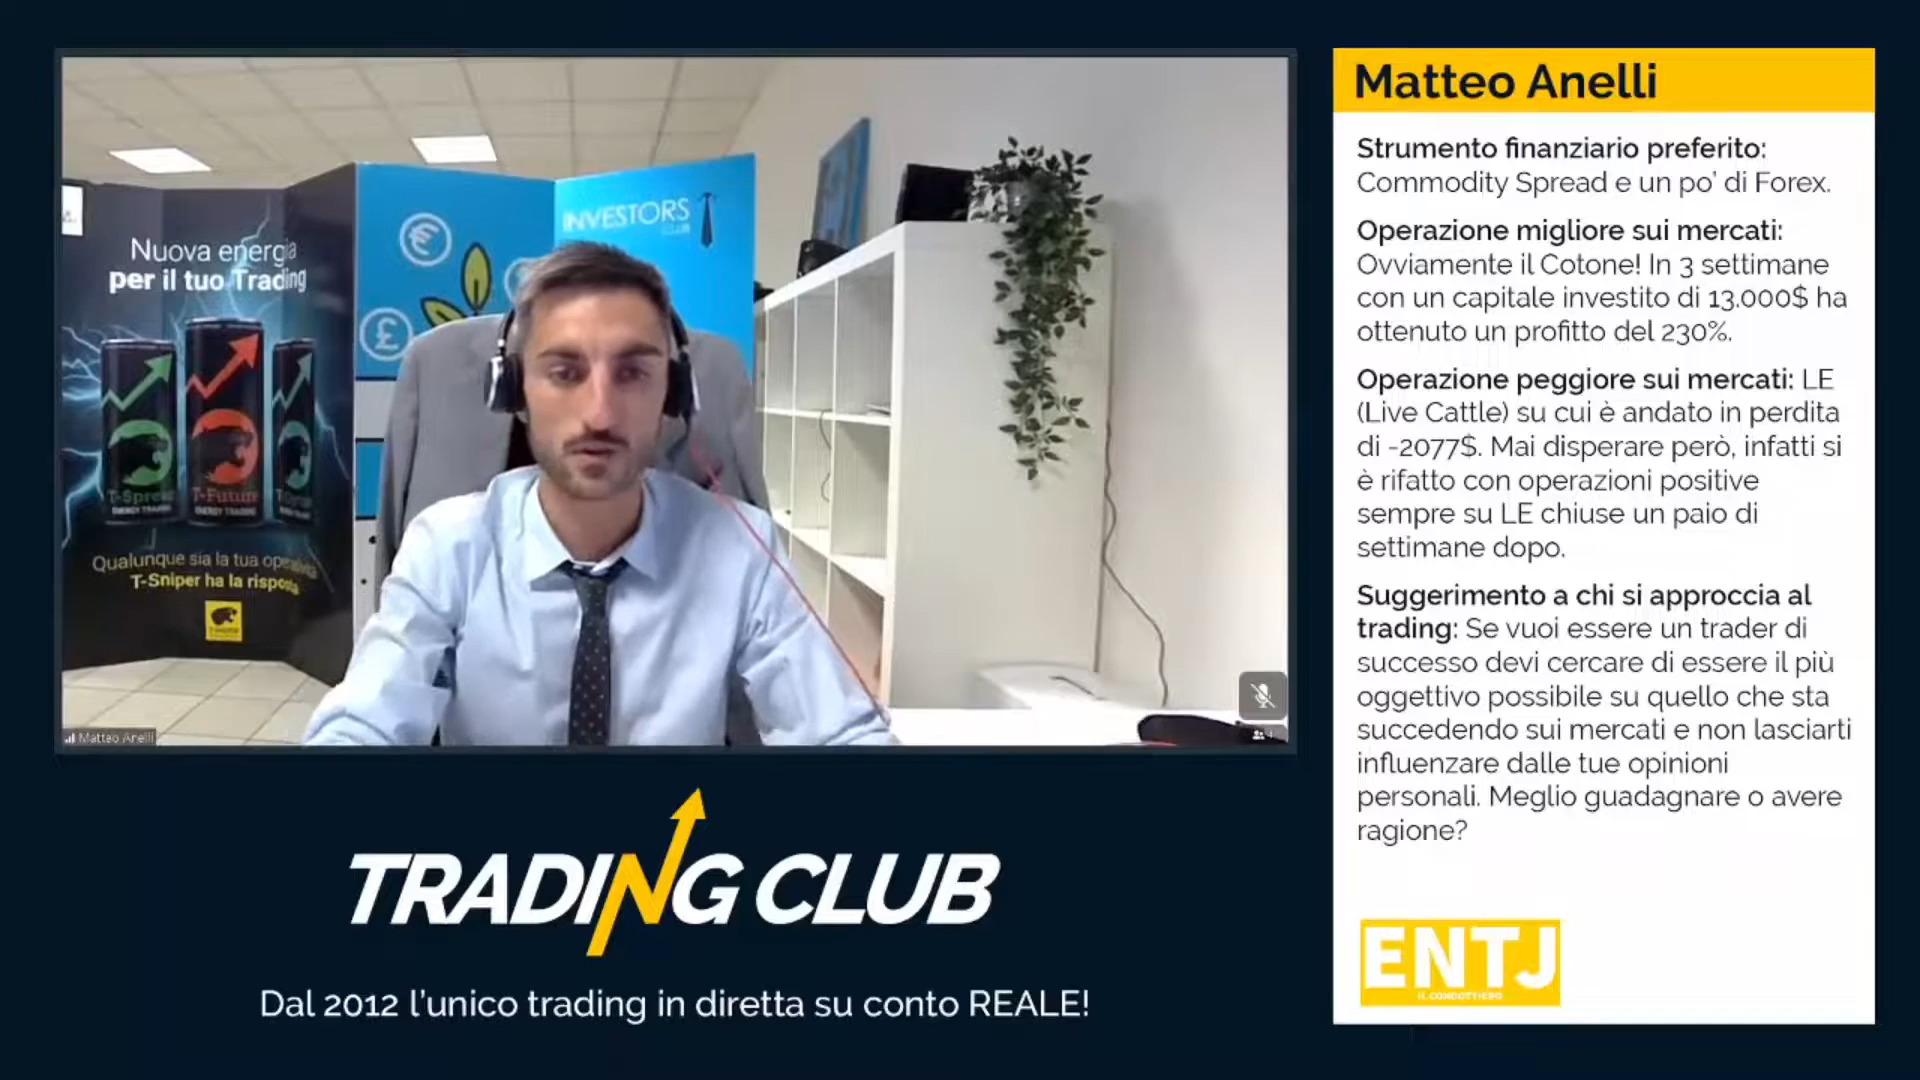 Nuova energia
per il tuo Trading
INVESTORS
CLUB
T-Spread
ENERGY TRADING
T-Future
ENERGY TRADING
Qualunque sia la tua operatività
T-Sniper ha la risposta
Matteo Anelli
TRADING CLUB
Dal 2012 l'unico trading in diretta su conto REALE!
Matteo Anelli
Strumento finanziario preferito:
Commodity Spread e un po' di Forex.
Operazione migliore sui mercati:
Ovviamente il Cotone! In 3 settimane
con un capitale investito di 13.000$ ha
ottenuto un profitto del 230%.
Operazione peggiore sui mercati: LE
(Live Cattle) su cui è andato in perdita
di -2077$. Mai disperare però, infatti si
è rifatto con operazioni positive
sempre su LE chiuse un paio di
settimane dopo.
Suggerimento a chi si approccia al
trading: Se vuoi essere un trader di
successo devi cercare di essere il più
oggettivo possibile su quello che sta
succedendo sui mercati e non lasciarti
influenzare dalle tue opinioni
personali. Meglio guadagnare o avere
ragione?
ENTJ
IL CONDOTTIERO